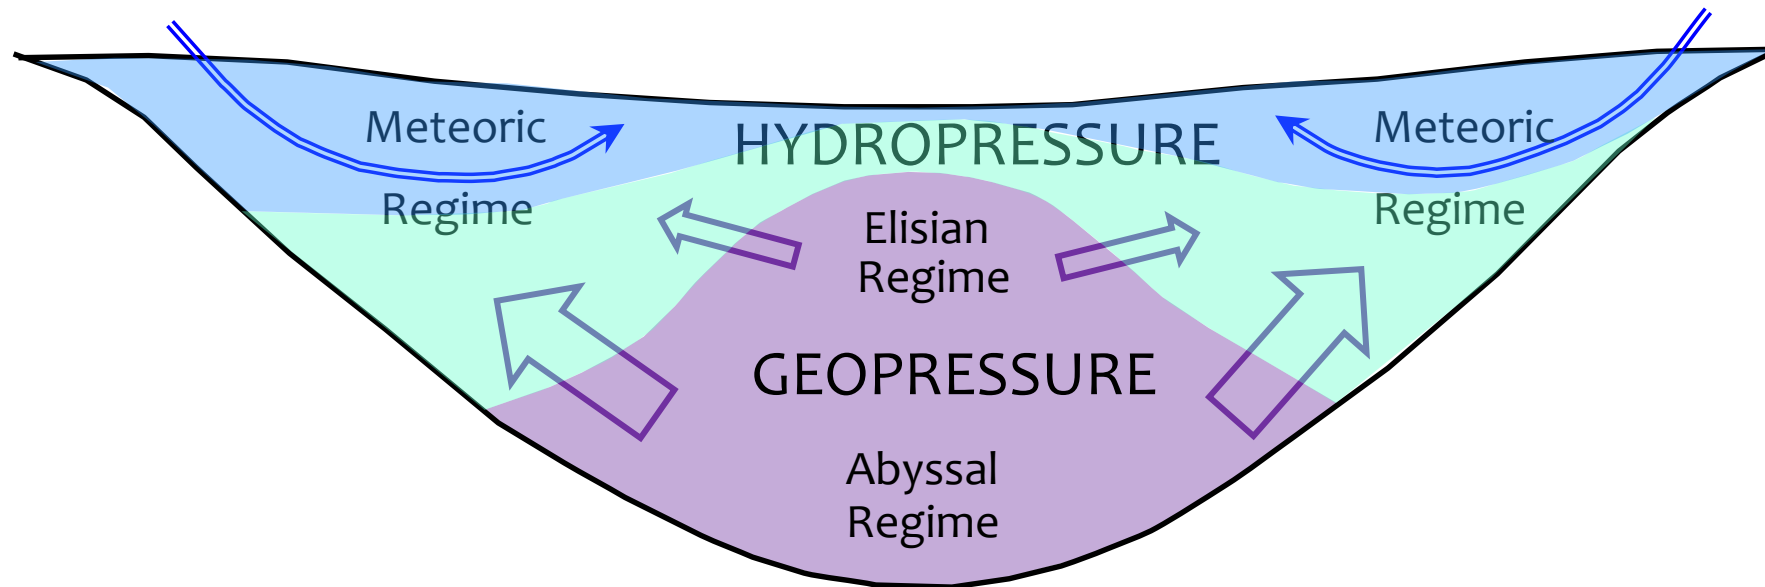 Meteoric
Regime
HYDROPRESSURE
Meteoric
Regime
Elisian
Regime
GEOPRESSURE
Abyssal
Regime